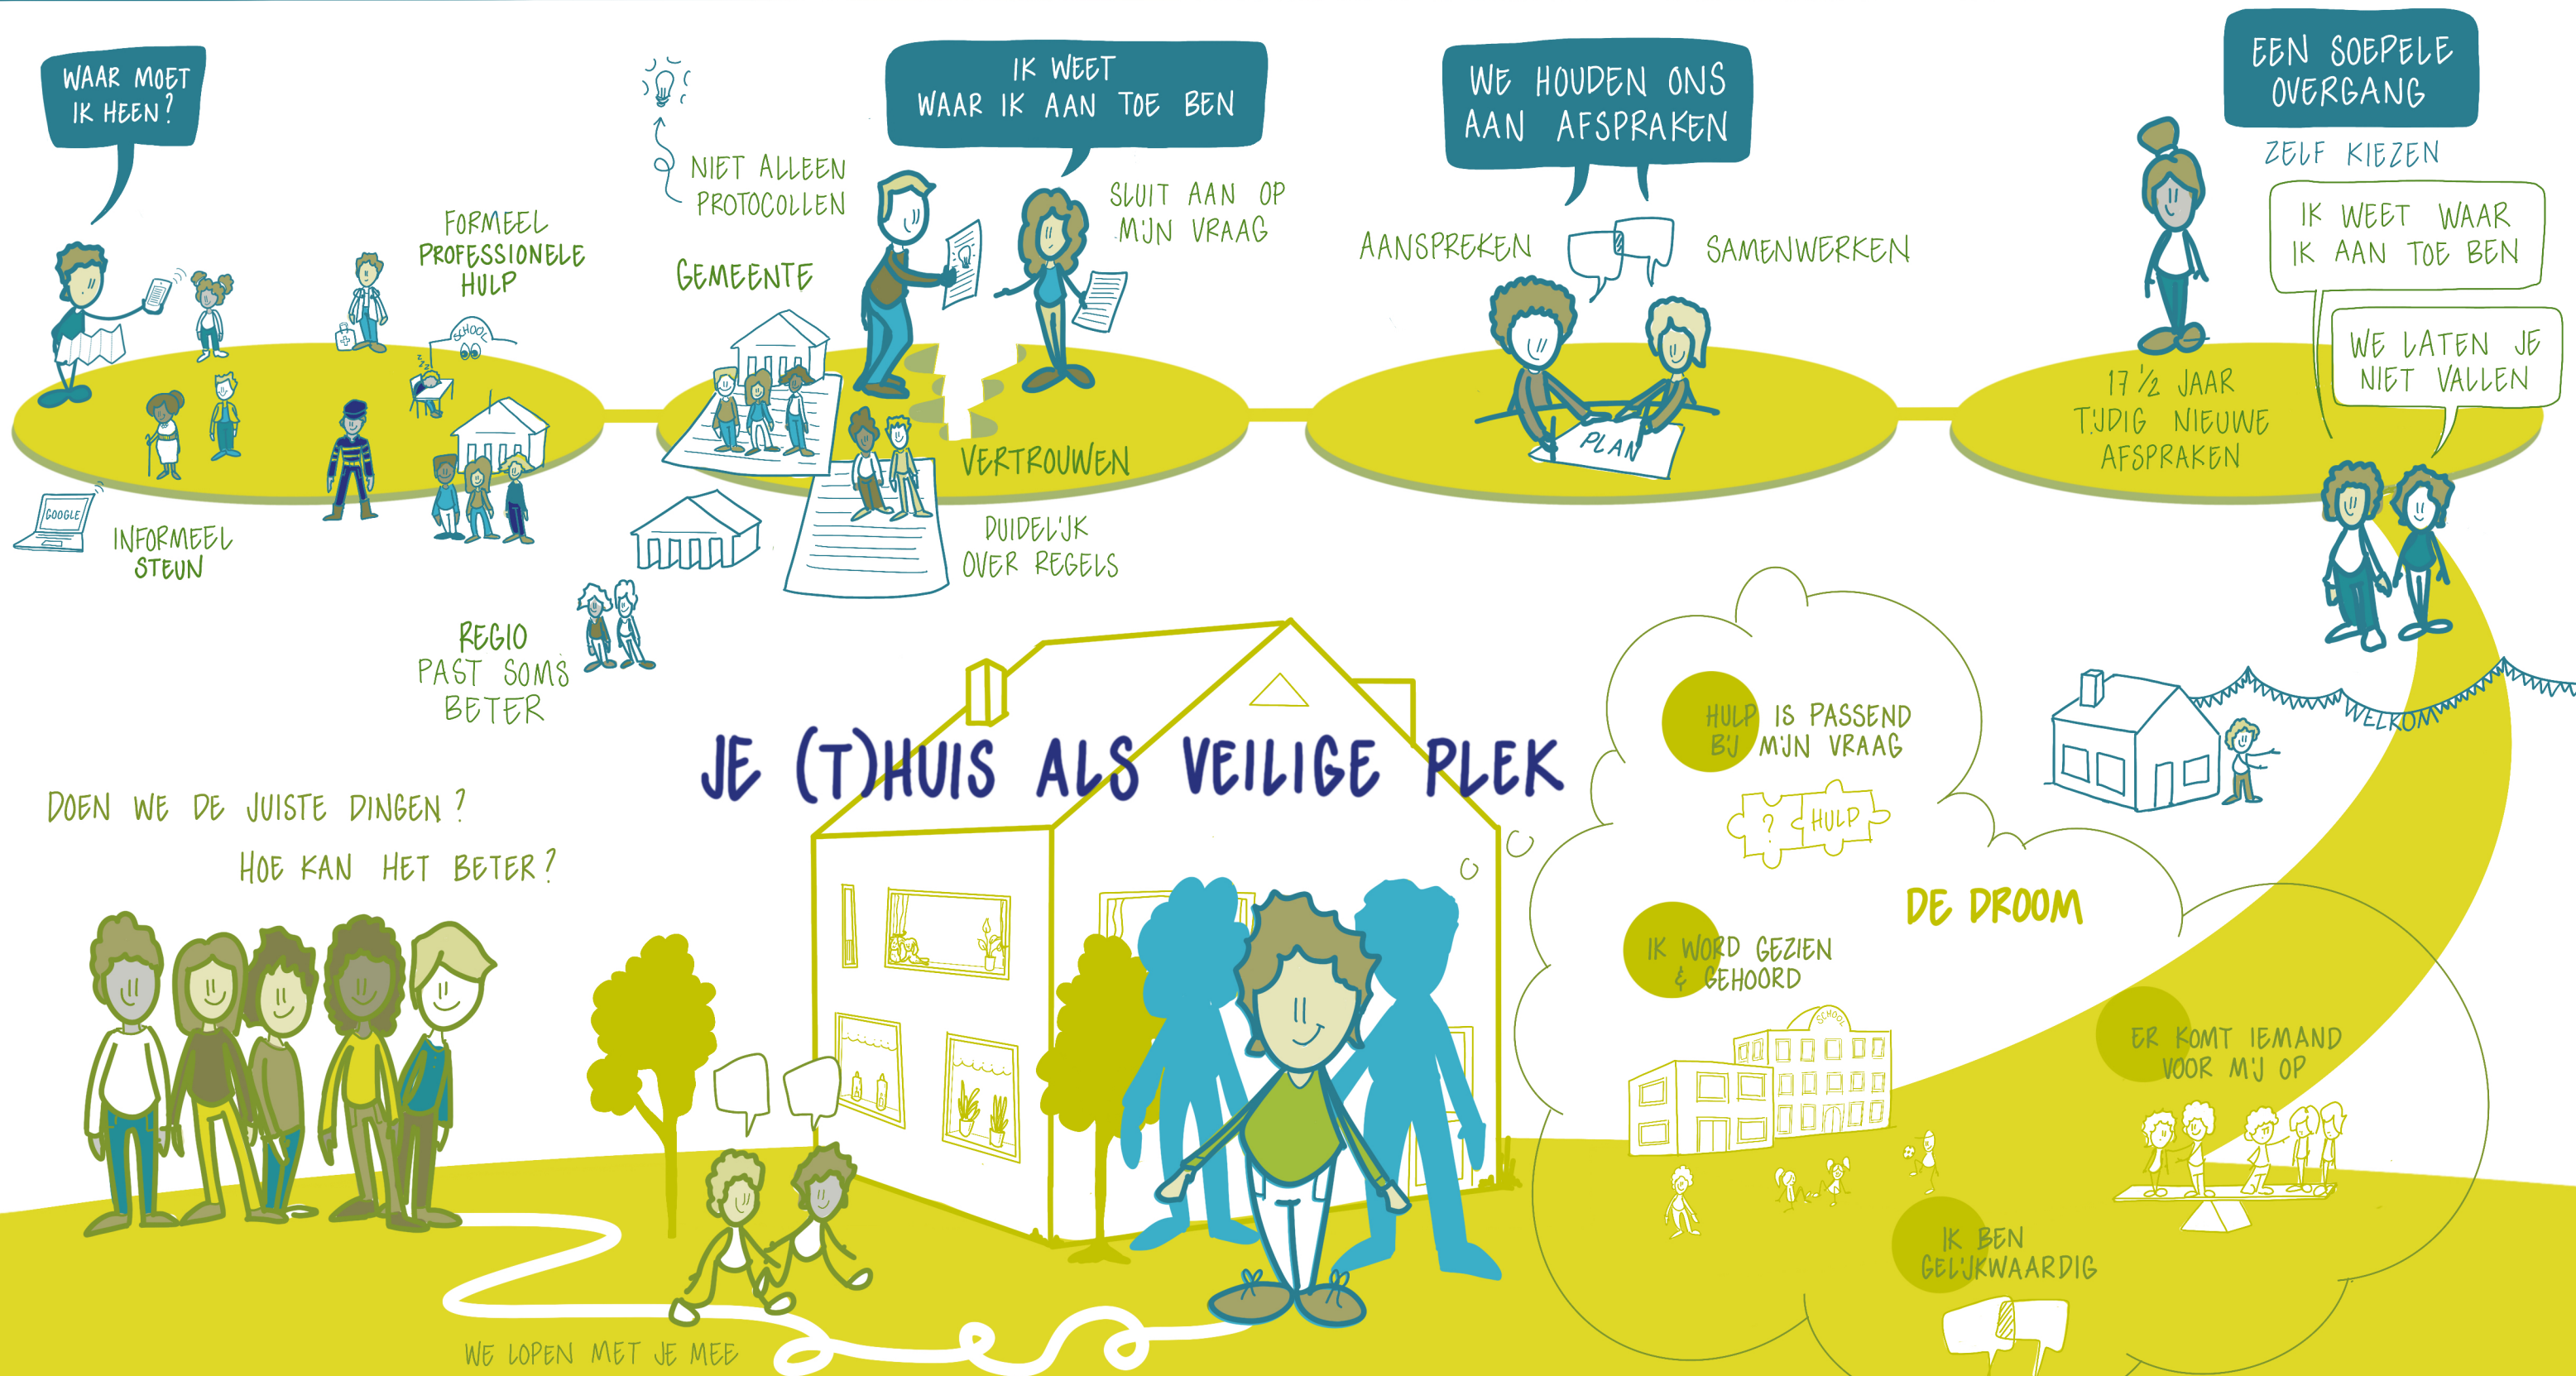 WAAR MOET
IK HEEN?
FORMEEL
PROFESSIONELE
HULP
SCHOOL
ZZZ
GOOGLE
INFORMEEL
STEUN
NIET ALLEEN
PROTOCOLLEN
GEMEENTE
IK WEET
WAAR IK AAN TOE BEN
SLUIT AAN OP
MIJN VRAAG
VERTROUWEN
DUIDELIJK
OVER REGELS
REGIO
PAST SOMS
BETER
WE HOUDEN ONS
AAN AFSPRAKEN
AANSPREKEN
SAMENWERKEN
PLAN
EEN SOEPELE
OVERGANG
ZELF KIEZEN
IK WEET WAAR
IK AAN TOE BEN
WE LATEN JE
NIET VALLEN
17 1/2 JAAR
TIJDIG NIEUWE
AFSPRAKEN
WELKOM
JE (T)HUIS ALS VEILIGE PLEK
DOEN WE DE JUISTE DINGEN?
HOE KAN HET BETER?
WE LOPEN MET JE MEE
HULP IS PASSEND
BIJ MIJN VRAAG
? HULP
DE DROOM
IK WORD GEZIEN
& GEHOORD
SCHOOL
ER KOMT IEMAND
VOOR MIJ OP
IK BEN
GELIJKWAARDIG